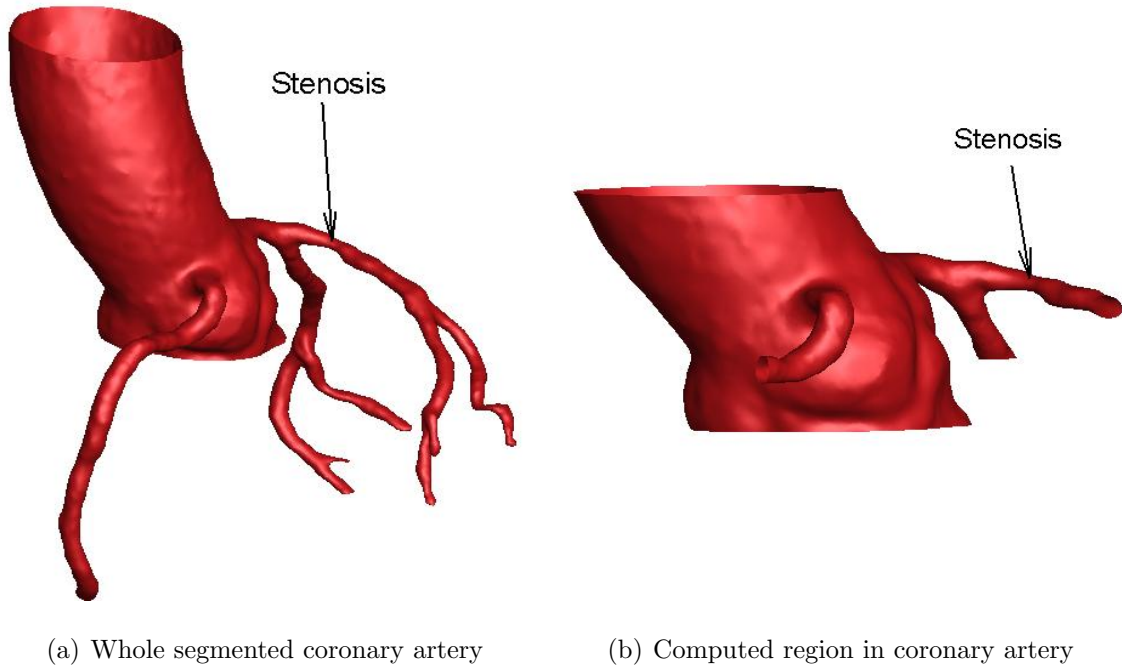 Stenosis
Stenosis
(a) Whole segmented coronary artery
(b) Computed region in coronary artery